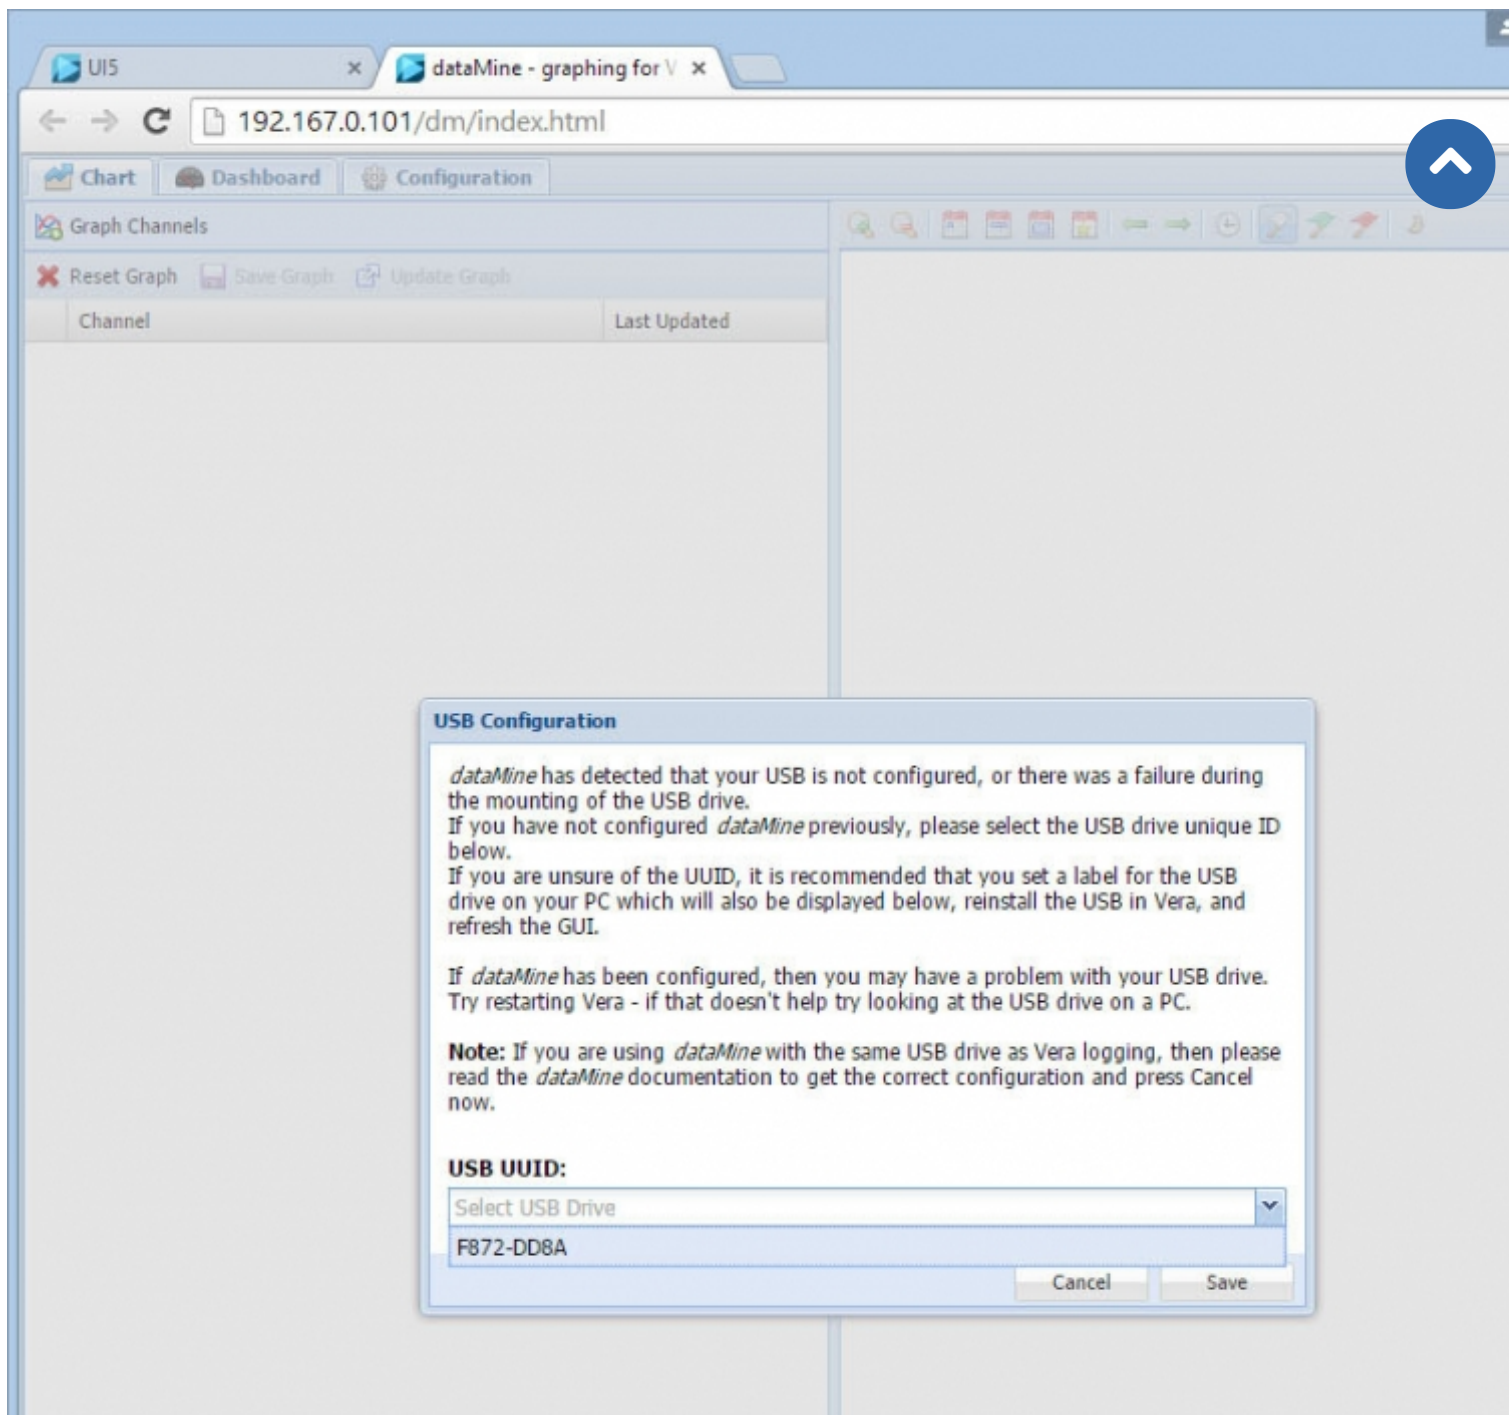 UI5
dataMine - graphing for V
192.167.0.101/dm/index.html
Chart Dashboard Configuration
Graph Channels
Reset Graph Save Graph Update Graph
Channel Last Updated
USB Configuration
dataMine has detected that your USB is not configured, or there was a failure during
the mounting of the USB drive.
If you have not configured dataMine previously, please select the USB drive unique ID
below.
If you are unsure of the UUID, it is recommended that you set a label for the USB
drive on your PC which will also be displayed below, reinstall the USB in Vera, and
refresh the GUI.
If dataMine has been configured, then you may have a problem with your USB drive.
Try restarting Vera - if that doesn't help try looking at the USB drive on a PC.
Note: If you are using dataMine with the same USB drive as Vera logging, then please
read the dataMine documentation to get the correct configuration and press Cancel
now.
USB UUID:
Select USB Drive
F872-DD8A
Cancel Save